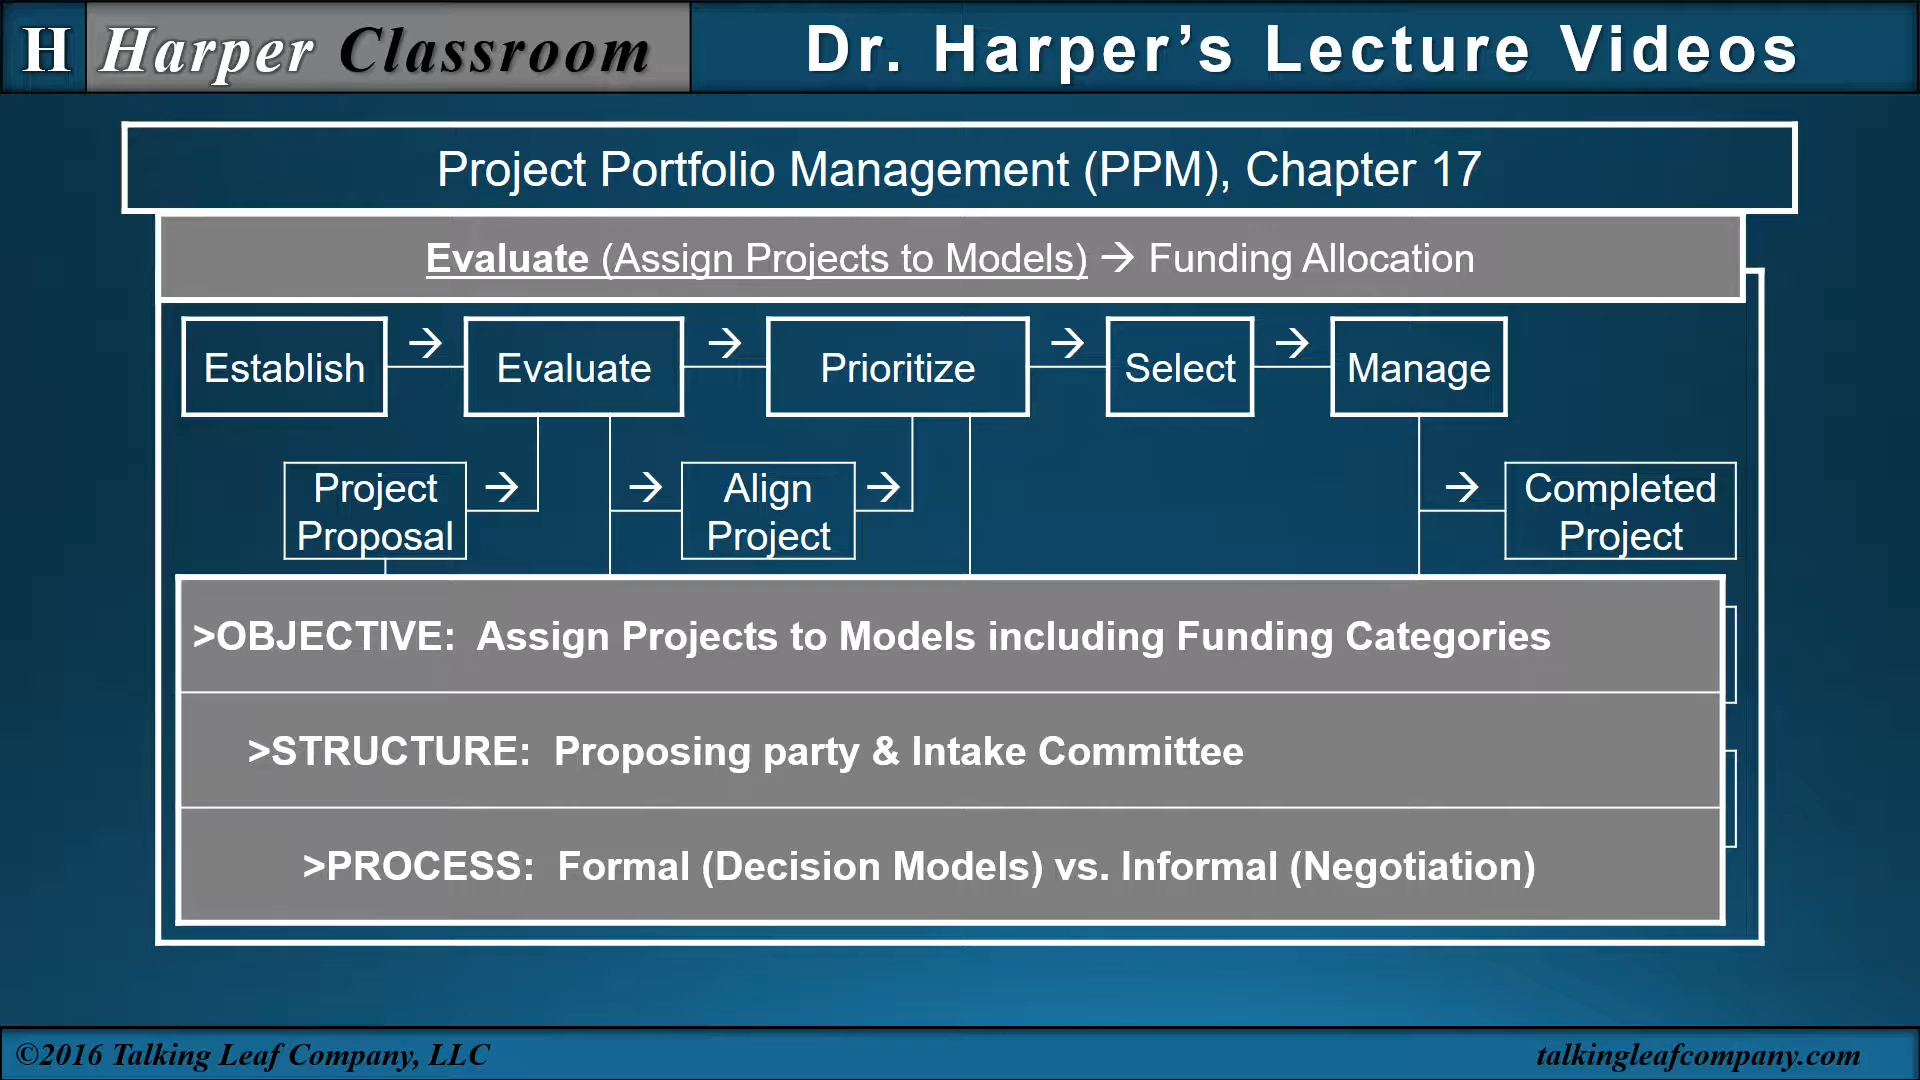 H Harper Classroom
Dr. Harper’s Lecture Videos
Project Portfolio Management (PPM), Chapter 17
Evaluate (Assign Projects to Models) → Funding Allocation
Establish → Evaluate → Prioritize → Select → Manage
Project
Proposal
→
→
Align
Project
→
→
Completed
Project
>OBJECTIVE: Assign Projects to Models including Funding Categories
>STRUCTURE: Proposing party & Intake Committee
>PROCESS: Formal (Decision Models) vs. Informal (Negotiation)
©2016 Talking Leaf Company, LLC
talkingleafcompany.com